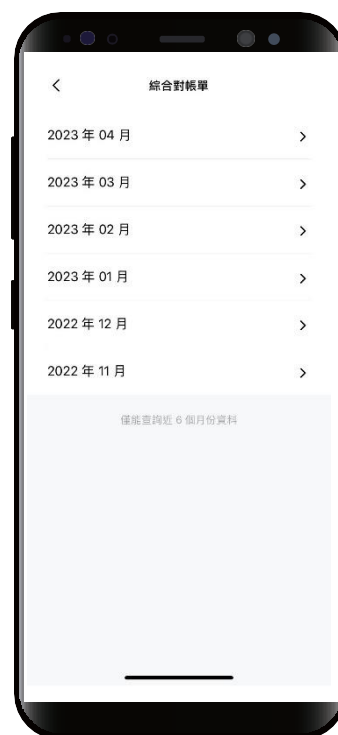 綜合對帳單
2023 年 04 月
2023 年 03 月
2023 年 02 月
2023 年 01 月
2022 年 12 月
2022 年 11 月
僅能查詢近 6 個月份資料